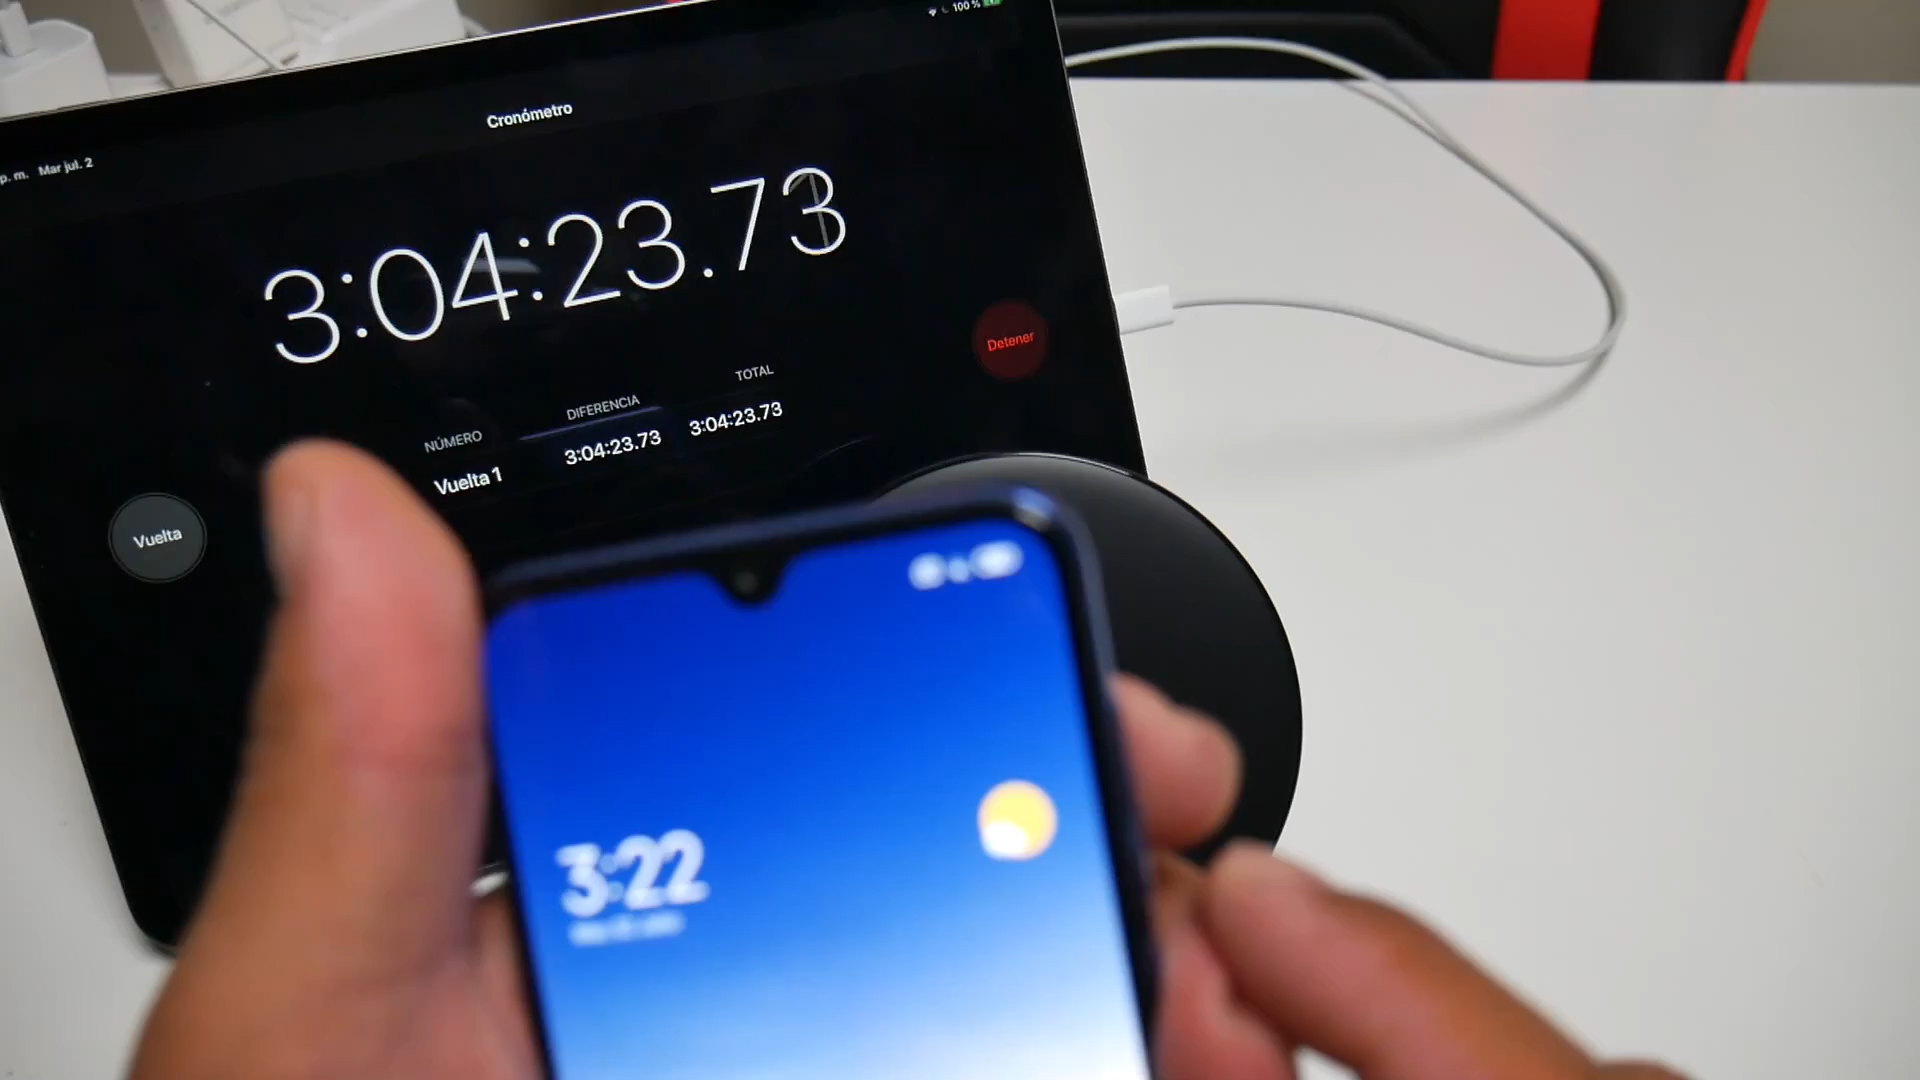 100 %
p. m. Mar jul. 2
Cronómetro
3:04:23.73
Detener
NÚMERO DIFERENCIA TOTAL
Vuelta 1 3:04:23.73 3:04:23.73
Vuelta
3:22